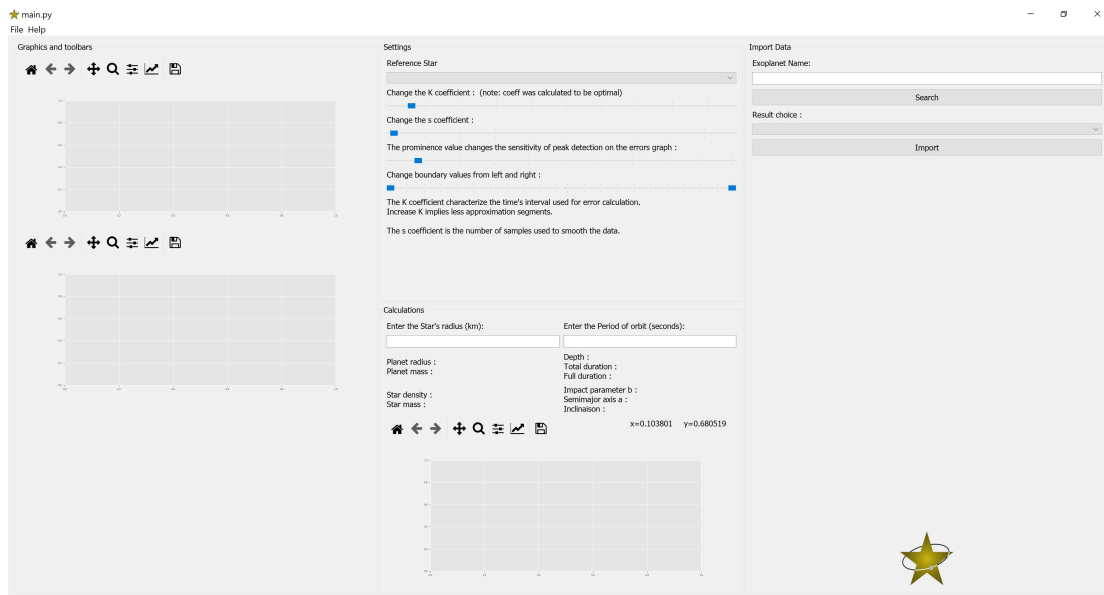 main.py
File Help
Graphics and toolbars
Settings
Reference Star
Change the K coefficient : (note: coeff was calculated to be optimal)
Change the s coefficient :
The prominence value changes the sensitivity of peak detection on the errors graph :
Change boundary values from left and right :
The K coefficient characterize the time's interval used for error calculation.
Increase K implies less approximation segments.
The s coefficient is the number of samples used to smooth the data.
Calculations
Enter the Star's radius (km):
Enter the Period of orbit (seconds):
Planet radius :
Planet mass :
Star density :
Star mass :
Depth :
Total duration :
Full duration :
Impact parameter b :
Semimajor axis a :
Inclinaison :
x=0.103801 y=0.680519
Import Data
Exoplanet Name:
Search
Result choice :
Import